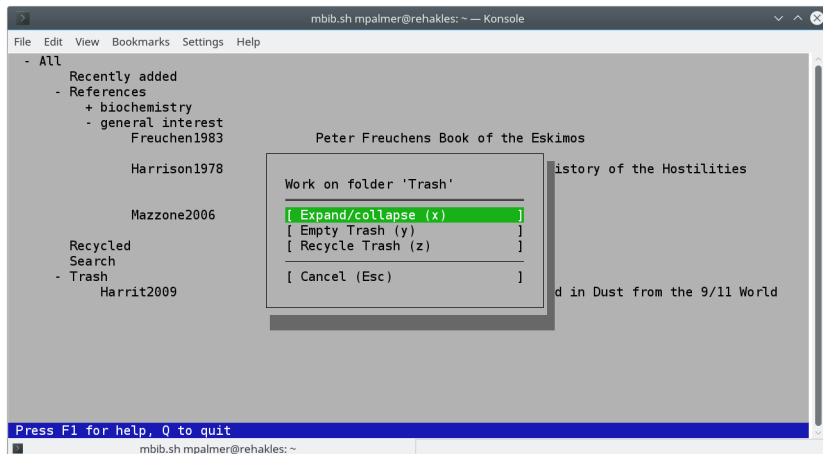 mbib.sh mpalmer@rehakles: ~ — Konsole
File Edit View Bookmarks Settings Help
- All
Recently added
- References
+ biochemistry
- general interest
Freuchen1983 Peter Freuchens Book of the Eskimos
Harrison1978 istory of the Hostilities
Work on folder 'Trash'
Mazzone2006 [ Expand/collapse (x) ]
[ Empty Trash (y) ]
Recycled [ Recycle Trash (z) ]
Search
- Trash [ Cancel (Esc) ]
Harrit2009 d in Dust from the 9/11 World
Press F1 for help, Q to quit
mbib.sh mpalmer@rehakles: ~